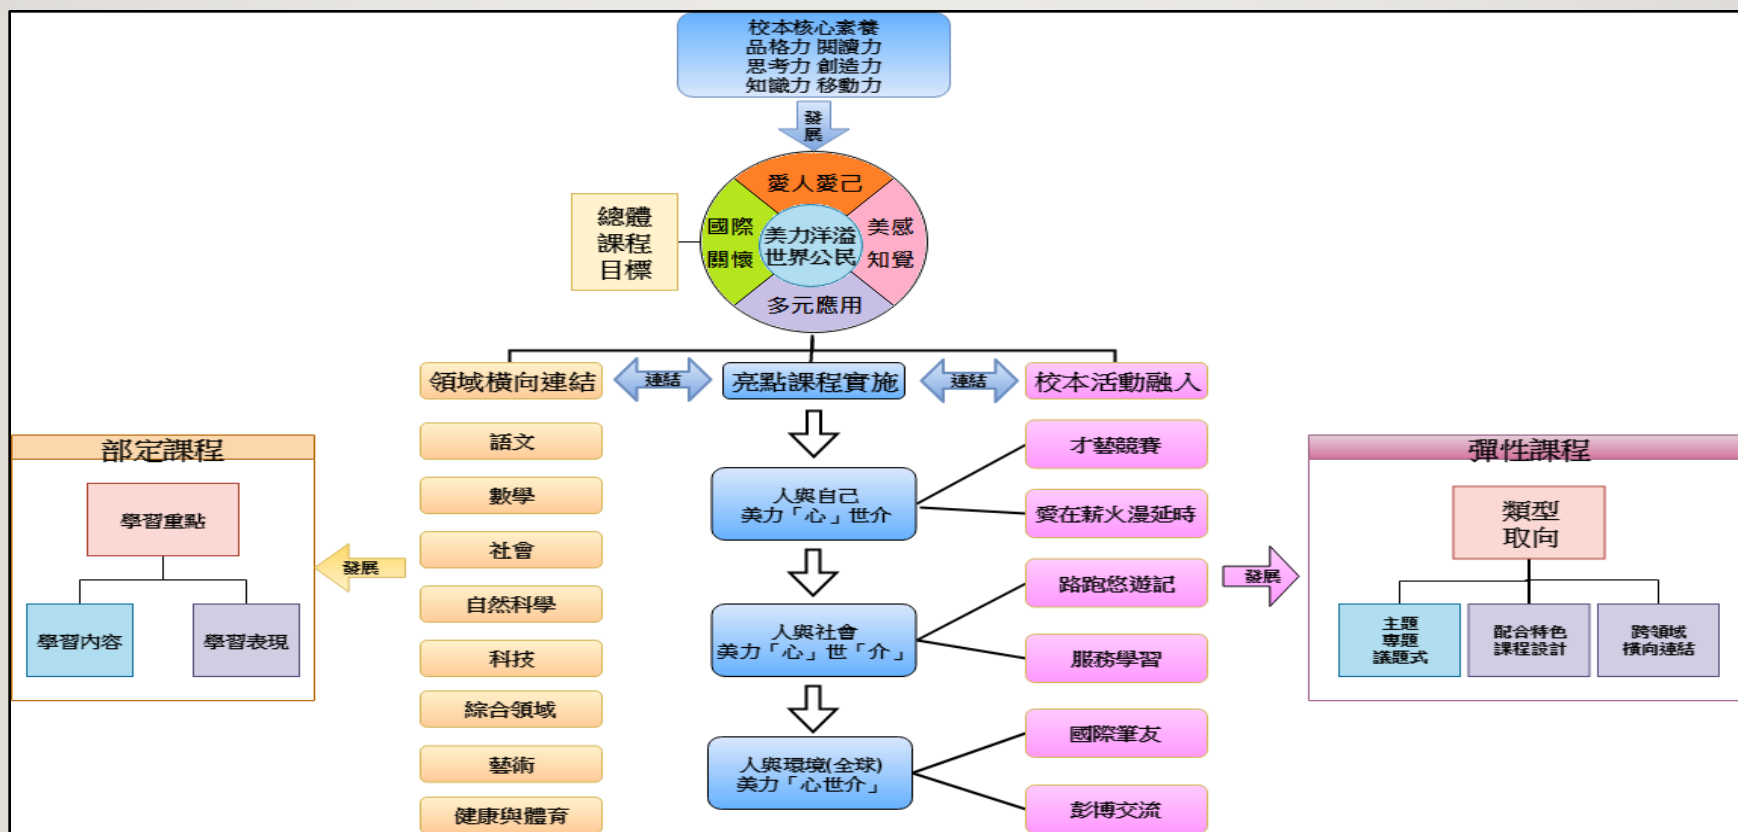 校本核心素養
品格力 閱讀力
思考力 創造力
知識力 移動力
發
展
總體
課程
目標
愛人愛己
國際
關懷
美力洋溢
世界公民
美感
知覺
多元應用
領域橫向連結
連結
亮點課程實施
連結
校本活動融入
部定課程
學習重點
學習內容
學習表現
發展
語文
數學
社會
自然科學
科技
綜合領域
藝術
健康與體育
人與自己
美力「心」世介
人與社會
美力「心」世「介」
人與環境(全球)
美力「心世介」
才藝競賽
愛在薪火漫延時
路跑悠遊記
服務學習
國際筆友
彭博交流
發展
彈性課程
類型
取向
主題
專題
議題式
配合特色
課程設計
跨領域
橫向連結